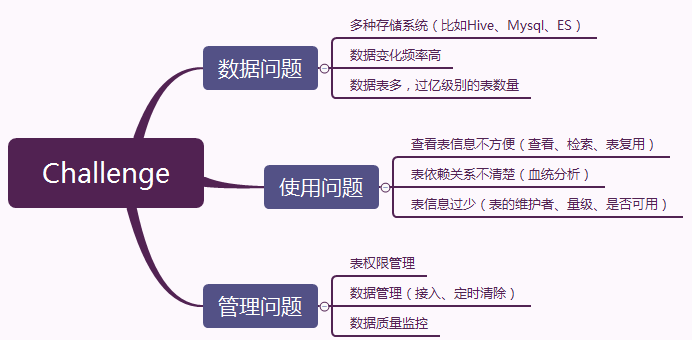 Challenge
数据问题
多种存储系统（比如Hive、Mysql、ES）
数据变化频率高
数据表多，过亿级别的表数量
使用问题
查看表信息不方便（查看、检索、表复用）
表依赖关系不清楚（血统分析）
表信息过少（表的维护者、量级、是否可用）
管理问题
表权限管理
数据管理（接入、定时清除）
数据质量监控